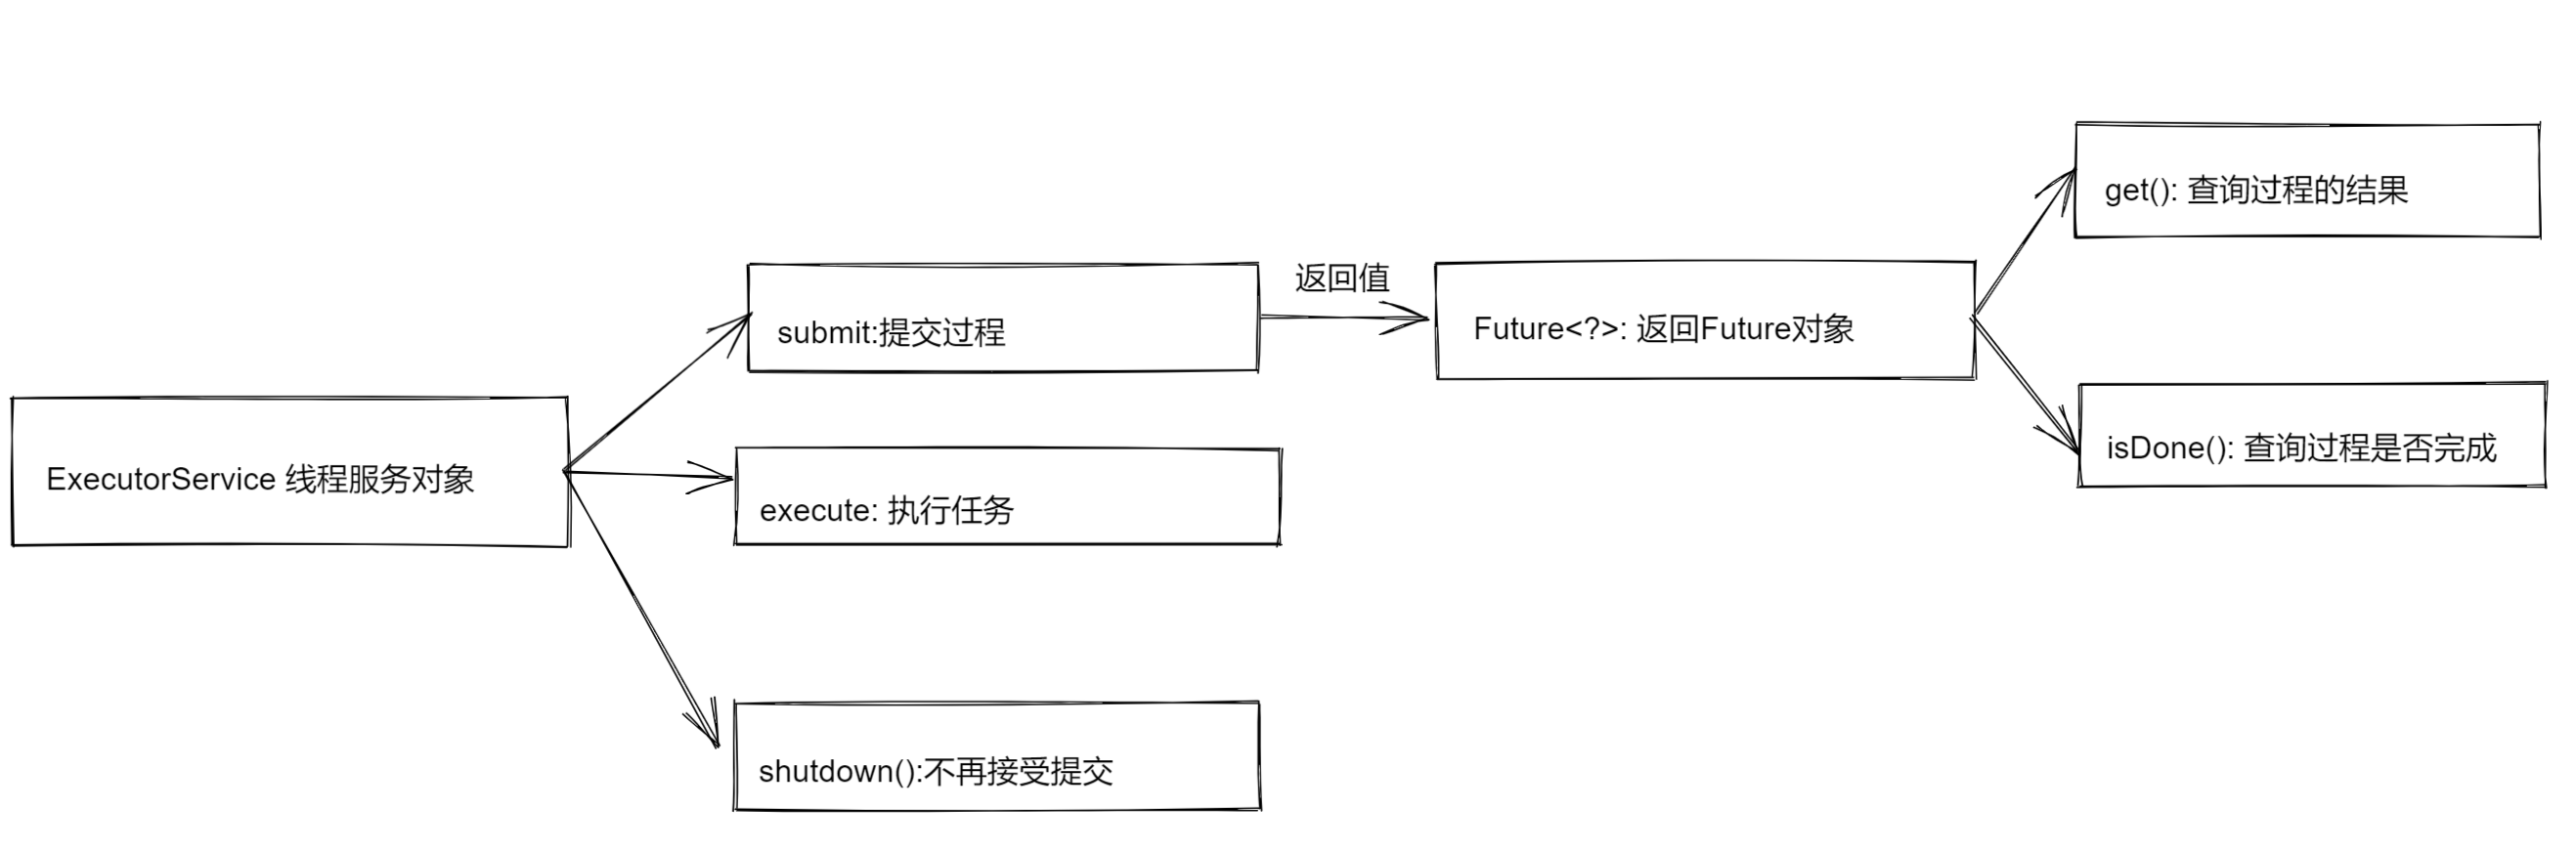 ExecutorService 线程服务对象
submit:提交过程
execute: 执行任务
shutdown():不再接受提交
返回值
Future<?>: 返回Future对象
get(): 查询过程的结果
isDone(): 查询过程是否完成